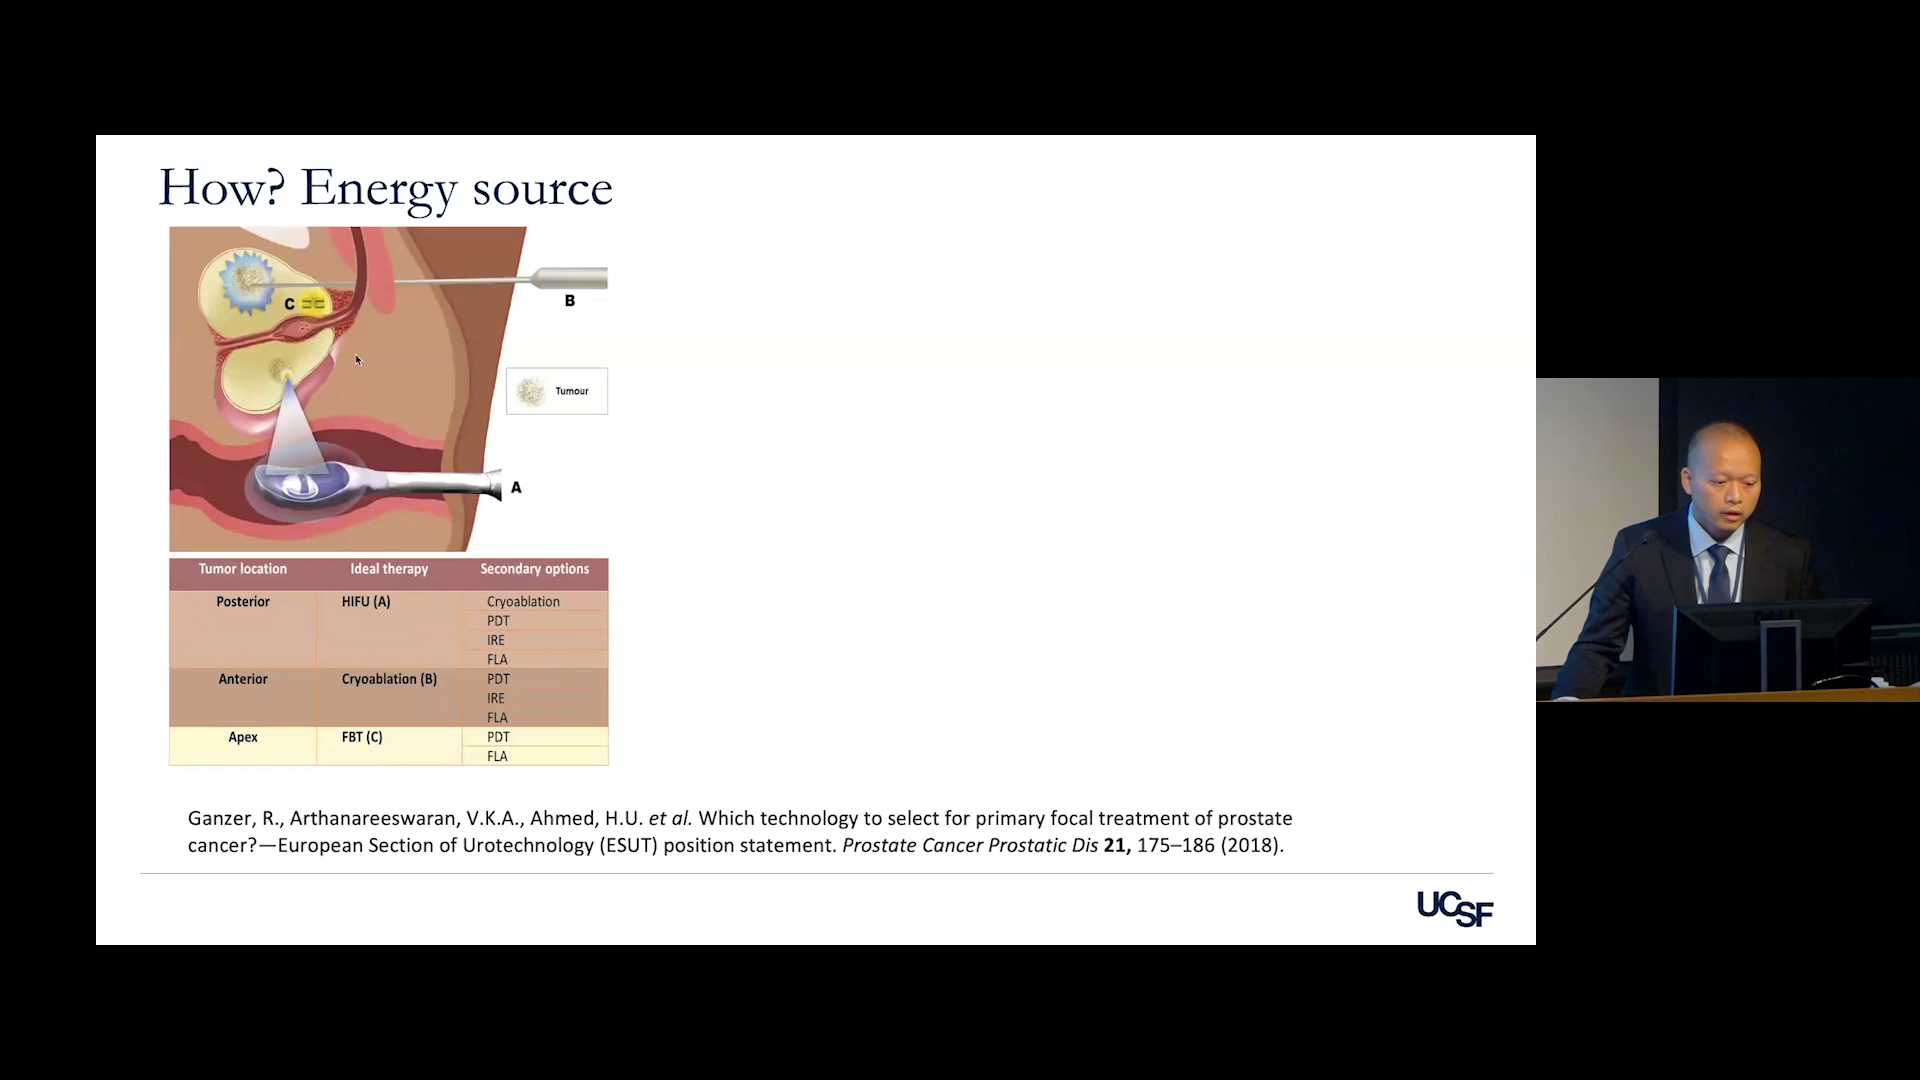 How? Energy source
C
B
Tumour
A
Tumor location Ideal therapy Secondary options
Posterior HIFU (A) Cryoablation
PDT
IRE
FLA
Anterior Cryoablation (B) PDT
IRE
FLA
Apex FBT (C) PDT
FLA
Ganzer, R., Arthanareeswaran, V.K.A., Ahmed, H.U. et al. Which technology to select for primary focal treatment of prostate
cancer?—European Section of Urotechnology (ESUT) position statement. Prostate Cancer Prostatic Dis 21, 175–186 (2018).
UCSF